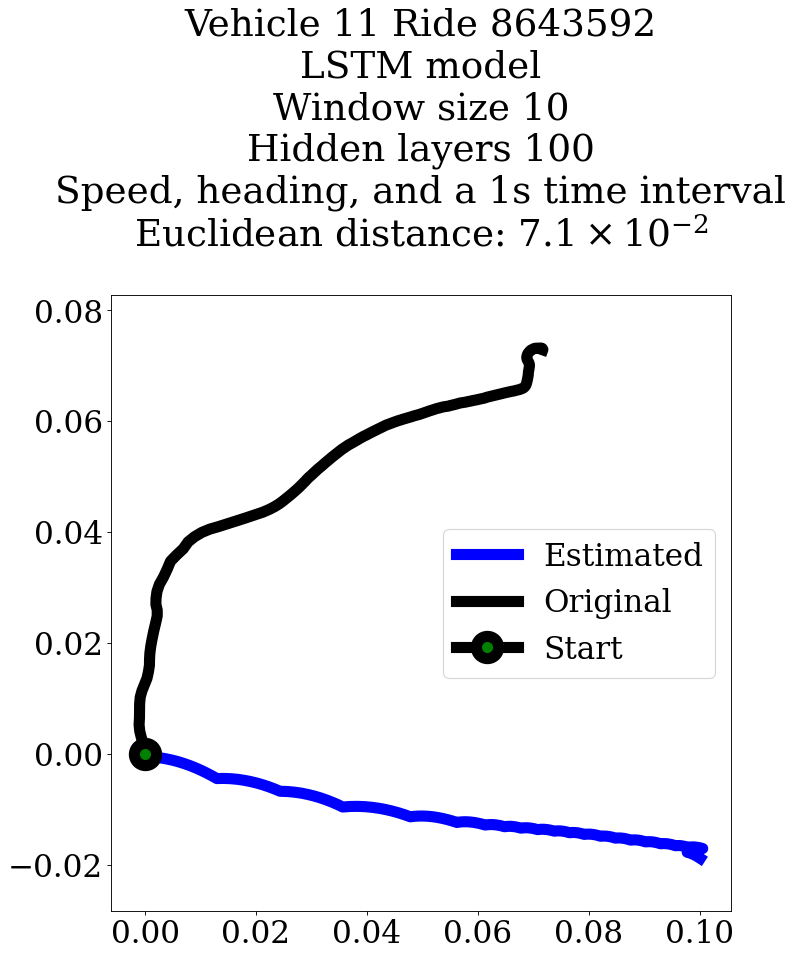 Vehicle 11 Ride 8643592
LSTM model
Window size 10
Hidden layers 100
Speed, heading, and a 1s time interval
Euclidean distance: 7.1 × 10⁻²
0.08
0.06
0.04
0.02
0.00
−0.02
Estimated
Original
Start
0.00 0.02 0.04 0.06 0.08 0.10